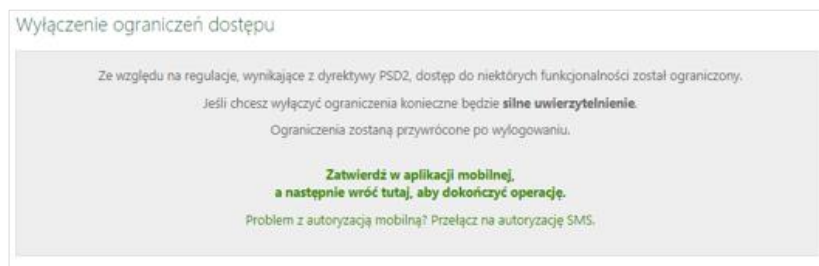 Wyłączenie ograniczeń dostępu
Ze względu na regulacje, wynikające z dyrektywy PSD2, dostęp do niektórych funkcjonalności został ograniczony.
Jeśli chcesz wyłączyć ograniczenia konieczne będzie silne uwierzytelnienie.
Ograniczenia zostaną przywrócone po wylogowaniu.
Zatwierdź w aplikacji mobilnej,
a następnie wróć tutaj, aby dokończyć operację.
Problem z autoryzacją mobilną? Przełącz na autoryzację SMS.